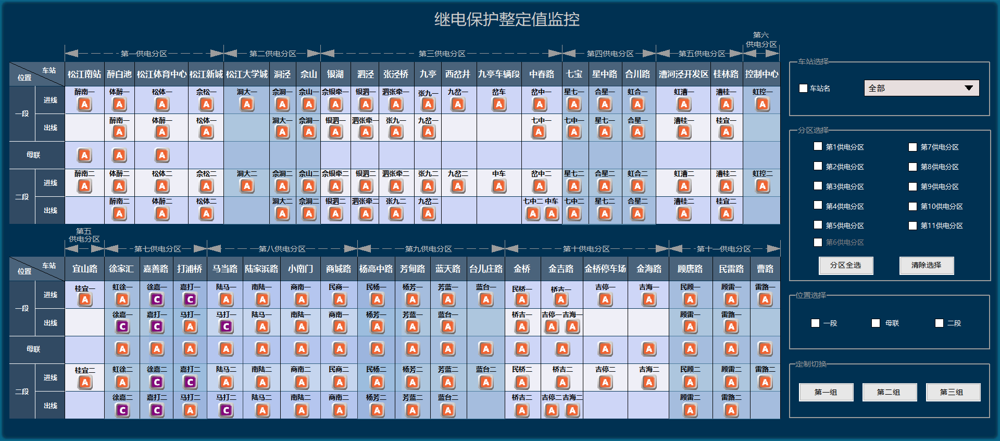 继电保护整定值监控
第一供电分区 第二供电分区 第三供电分区 第四供电分区 第五供电分区 第六供电分区
车站 位置 松江南站 醉白池 松江体育中心 松江新城 松江大学城 洞泾 佘山 银湖 泗泾 张泾桥 九亭 西岔井 九亭车辆段 中春路 七宝 星中路 合川路 漕河泾开发区 桂林路 控制中心
一段 进线 醉南一 体醉一 松体一 佘松一 洞大一 佘洞一 佘山一 佘银牵一 银泗一 泗张牵一 张九一 九岔一 岔车 岔中一 星七一 合星一 虹合一 虹漕一 漕桂一 虹控一
A A A A A A A A A A A A A A A A A A A A
出线 醉南一 体醉一 松体一 洞大一 佘洞一 银泗一 泗张牵一 张九一 九岔一 七中一 七中一 星七一 合星一 漕桂一 桂宜一
A A A A A A A A A A A A A A A
母联 A A A
二段 进线 醉南二 体醉二 松体二 佘松二 洞大二 佘洞二 佘山二 佘银牵二 银泗二 泗张牵二 张九二 九岔二 中车 岔中二 星七二 合星二 虹合二 虹漕二 漕桂二 虹控二
A A A A A A A A A A A A A A A A A A A A
出线 醉南二 体醉二 松体二 洞大二 佘洞二 银泗二 泗张牵二 张九二 九岔二 七中二 中车 七中二 星七二 合星二 漕桂二 桂宜二
A A A A A A A A A A A A A A A A
第五供电分区 第七供电分区 第八供电分区 第九供电分区 第十供电分区 第十一供电分区
车站 位置 宜山路 徐家汇 嘉善路 打浦桥 马当路 陆家浜路 小南门 商城路 杨高中路 芳甸路 蓝天路 台儿庄路 金桥 金吉路 金桥停车场 金海路 顾唐路 民雷路 曹路
一段 进线 桂宜一 虹徐一 徐嘉一 嘉打一 陆马一 南陆一 商南一 民商一 民杨一 杨芳一 芳蓝一 蓝台一 民桥一 桥吉一 吉停一 吉海一 民顾一 顾雷一 雷路一
A A C C A A A A A A A A A A A A A A A
出线 徐嘉一 嘉打一 马打一 马打一 陆马一 南陆一 商南一 杨芳一 芳蓝一 蓝台一 桥吉一 吉停一 吉海一 顾雷一 雷路一
C C A C A A A A A A A A A A A
母联 A A A A A A A A A A A A A A A A A A
二段 进线 桂宜二 虹徐二 徐嘉二 嘉打二 陆马二 南陆二 商南二 民商二 民杨二 杨芳二 芳蓝二 蓝台二 民桥二 桥吉二 吉停二 吉海二 民顾二 顾雷二 雷路二
A A C C A A A A A A A A A A A A A A A
出线 徐嘉二 嘉打二 马打二 马打二 陆马二 南陆二 商南二 杨芳二 芳蓝二 蓝台二 桥吉二 吉停二 吉海二 顾雷二 雷路二
C C A C A A A A A A A A A A A
车站选择
车站名 全部
分区选择
第1供电分区 第7供电分区
第2供电分区 第8供电分区
第3供电分区 第9供电分区
第4供电分区 第10供电分区
第5供电分区 第11供电分区
第6供电分区
分区全选 清除选择
位置选择
一段 母联 二段
定制切换
第一组 第二组 第三组